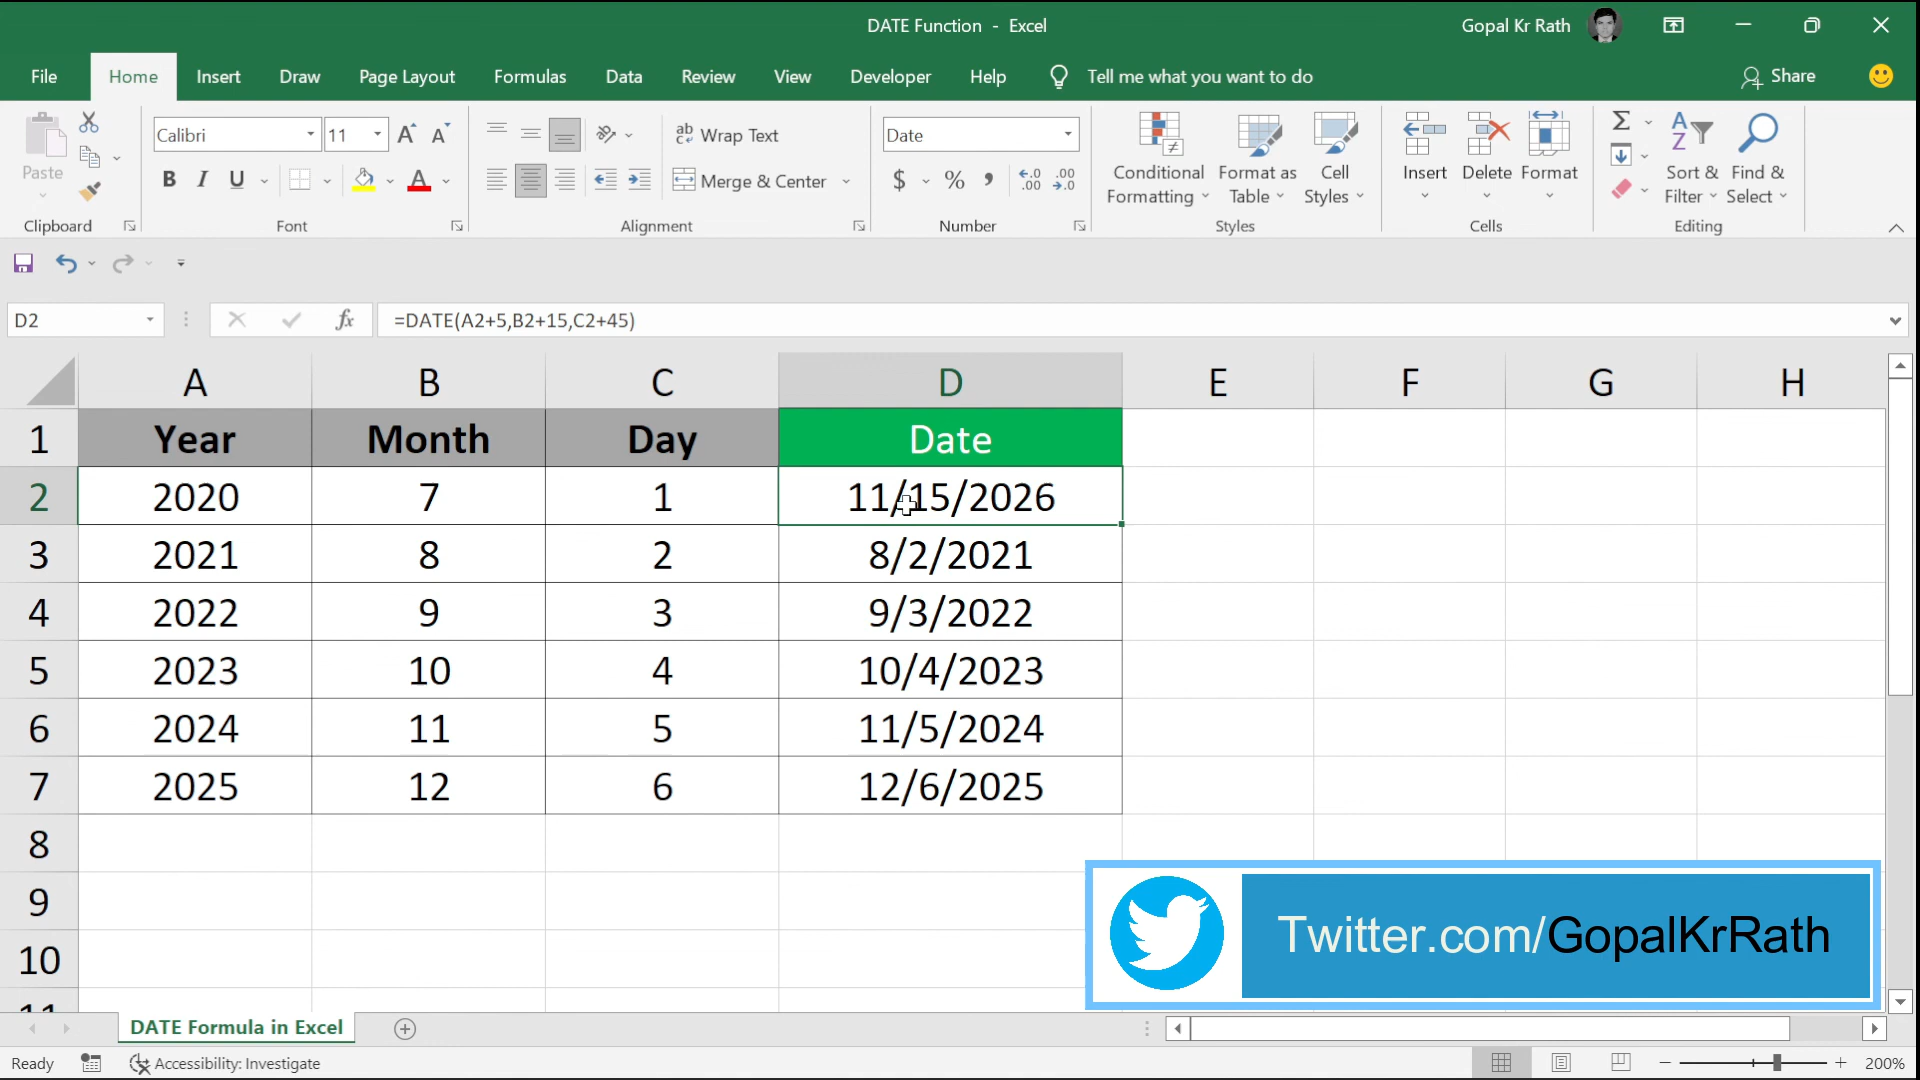 DATE Function - Excel
Gopal Kr Rath
File Home Insert Draw Page Layout Formulas Data Review View Developer Help Tell me what you want to do Share
Paste
Clipboard
Calibri 11
B I U A
Font
Wrap Text
Merge & Center
Alignment
Date
$ % ,
Number
Conditional Formatting
Format as Table
Cell Styles
Styles
Insert Delete Format
Cells
Sort & Filter
Find & Select
Editing
D2 fx =DATE(A2+5,B2+15,C2+45)
A B C D E F G H
1 Year Month Day Date
2 2020 7 1 11/15/2026
3 2021 8 2 8/2/2021
4 2022 9 3 9/3/2022
5 2023 10 4 10/4/2023
6 2024 11 5 11/5/2024
7 2025 12 6 12/6/2025
8
9
10
11
Twitter.com/GopalKrRath
DATE Formula in Excel
Ready Accessibility: Investigate 200%